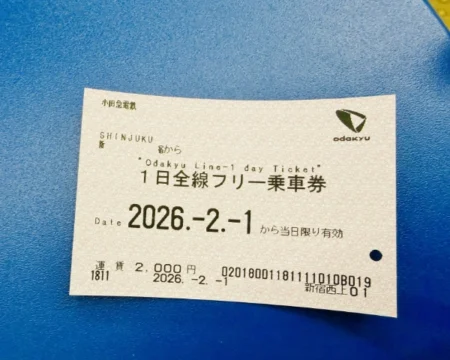 小田急電鉄
odakyu
SHINJUKU
新 宿から
"Odakyu Line-1 day Ticket"
1日全線フリー乗車券
Date 2026.-2.-1 から当日限り有効
運 賃 2,000円 02018001181111010B019
1811 2026.-2.-1 新宿西上01